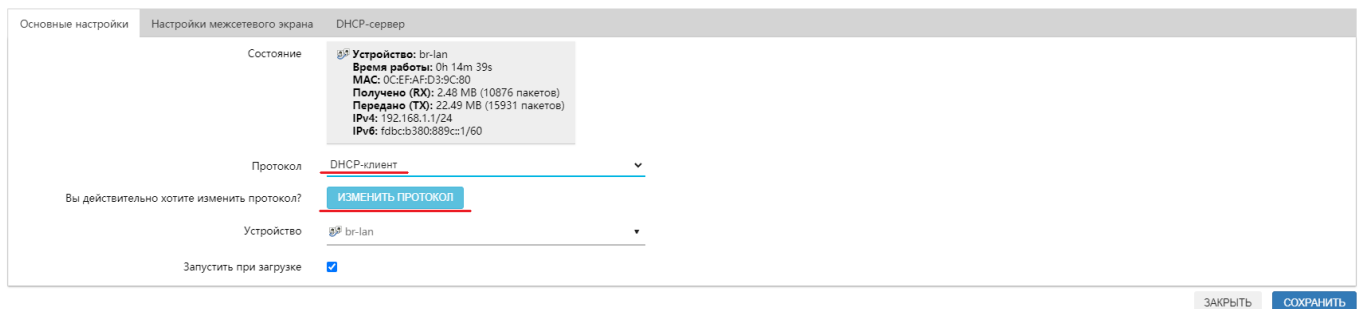 Основные настройки Настройки межсетевого экрана DHCP-сервер
Состояние Устройство: br-lan
Время работы: 0h 14m 39s
MAC: 0C:EF:AF:D3:9C:80
Получено (RX): 2.48 MB (10876 пакетов)
Передано (TX): 22.49 MB (15931 пакетов)
IPv4: 192.168.1.1/24
IPv6: fdbc:b380:889c::1/60
Протокол DHCP-клиент
Вы действительно хотите изменить протокол? ИЗМЕНИТЬ ПРОТОКОЛ
Устройство br-lan
Запустить при загрузке
ЗАКРЫТЬ СОХРАНИТЬ